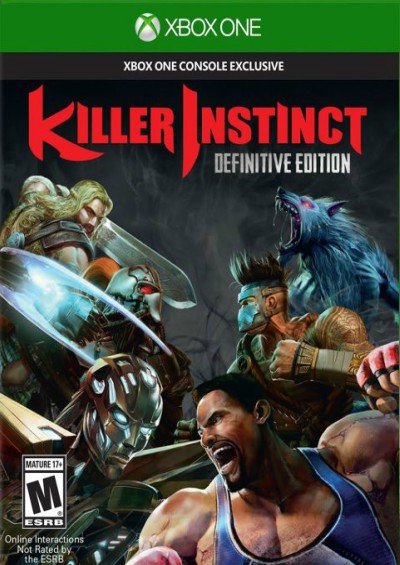 XBOX ONE
XBOX ONE CONSOLE EXCLUSIVE
KILLER INSTINCT
DEFINITIVE EDITION
MATURE 17+
M
ESRB
Online Interactions
Not Rated by
the ESRB